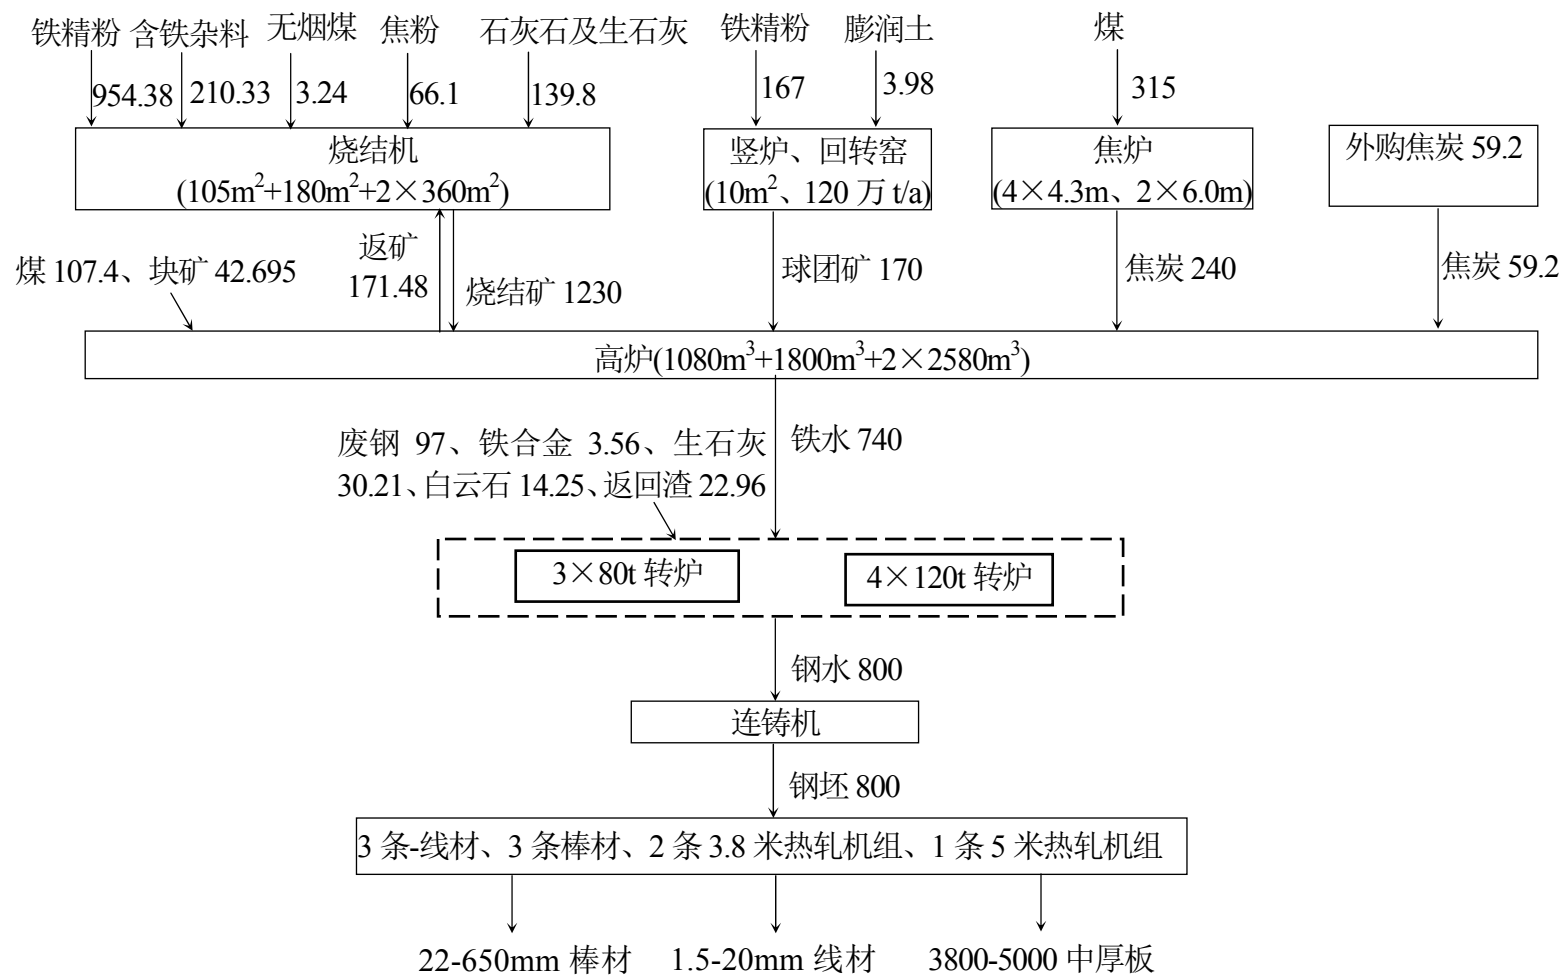 铁精粉 含铁杂料 无烟煤 焦粉 石灰石及生石灰 铁精粉 膨润土 煤
954.38 210.33 3.24 66.1 139.8 167 3.98 315
烧结机
(105m²+180m²+2×360m²)
竖炉、回转窑
(10m²、120 万 t/a)
焦炉
(4×4.3m、2×6.0m)
外购焦炭 59.2
煤 107.4、块矿 42.695
返矿
171.48
烧结矿 1230
球团矿 170
焦炭 240
焦炭 59.2
高炉(1080m³+1800m³+2×2580m³)
废钢 97、铁合金 3.56、生石灰
30.21、白云石 14.25、返回渣 22.96
铁水 740
3×80t 转炉
4×120t 转炉
钢水 800
连铸机
钢坯 800
3 条-线材、3 条棒材、2 条 3.8 米热轧机组、1 条 5 米热轧机组
22-650mm 棒材 1.5-20mm 线材 3800-5000 中厚板